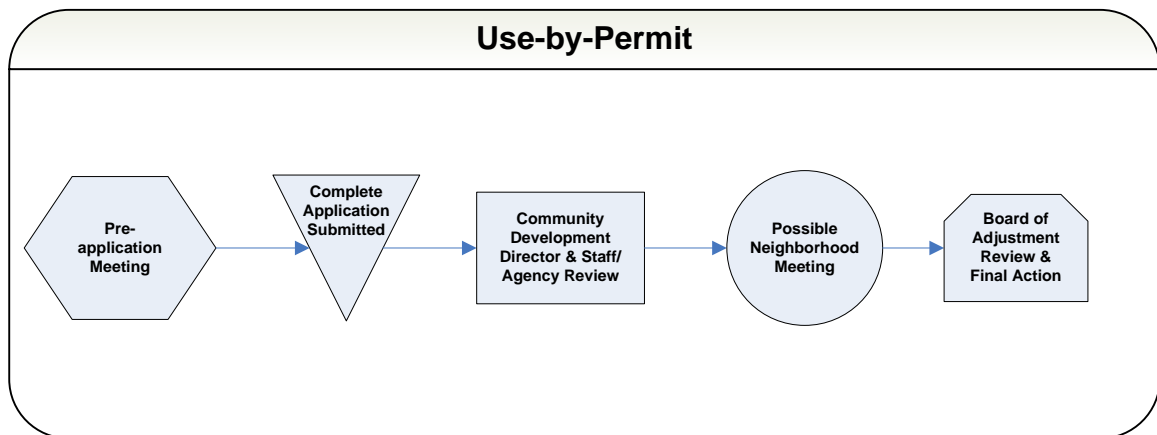 Use-by-Permit
Pre-
application
Meeting
Complete
Application
Submitted
Community
Development
Director & Staff/
Agency Review
Possible
Neighborhood
Meeting
Board of
Adjustment
Review &
Final Action